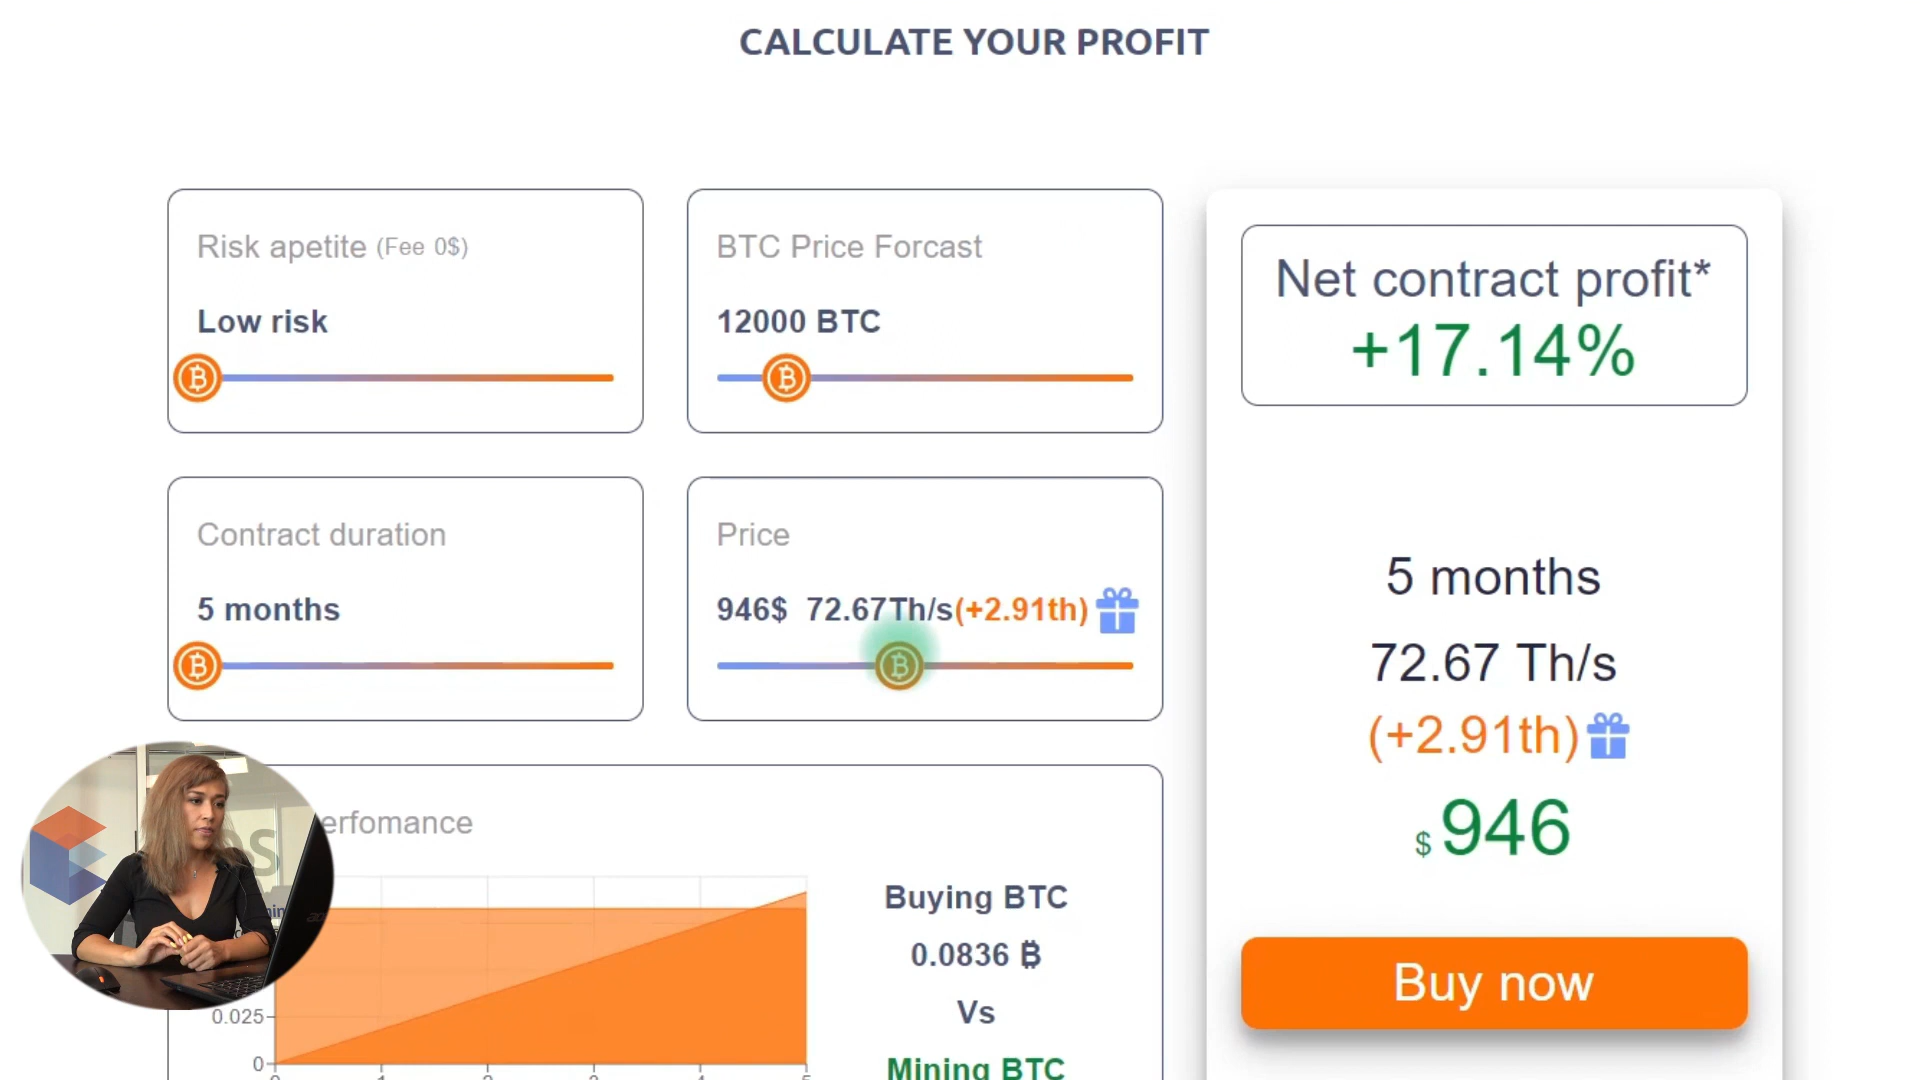 CALCULATE YOUR PROFIT
Risk apetite (Fee 0$)
Low risk
BTC Price Forcast
12000 BTC
Net contract profit*
+17.14%
Contract duration
5 months
Price
946$ 72.67Th/s(+2.91th)
5 months
72.67 Th/s
(+2.91th)
$946
Buy now
erfomance
Buying BTC
0.0836 ₿
Vs
Mining BTC
0.025
0